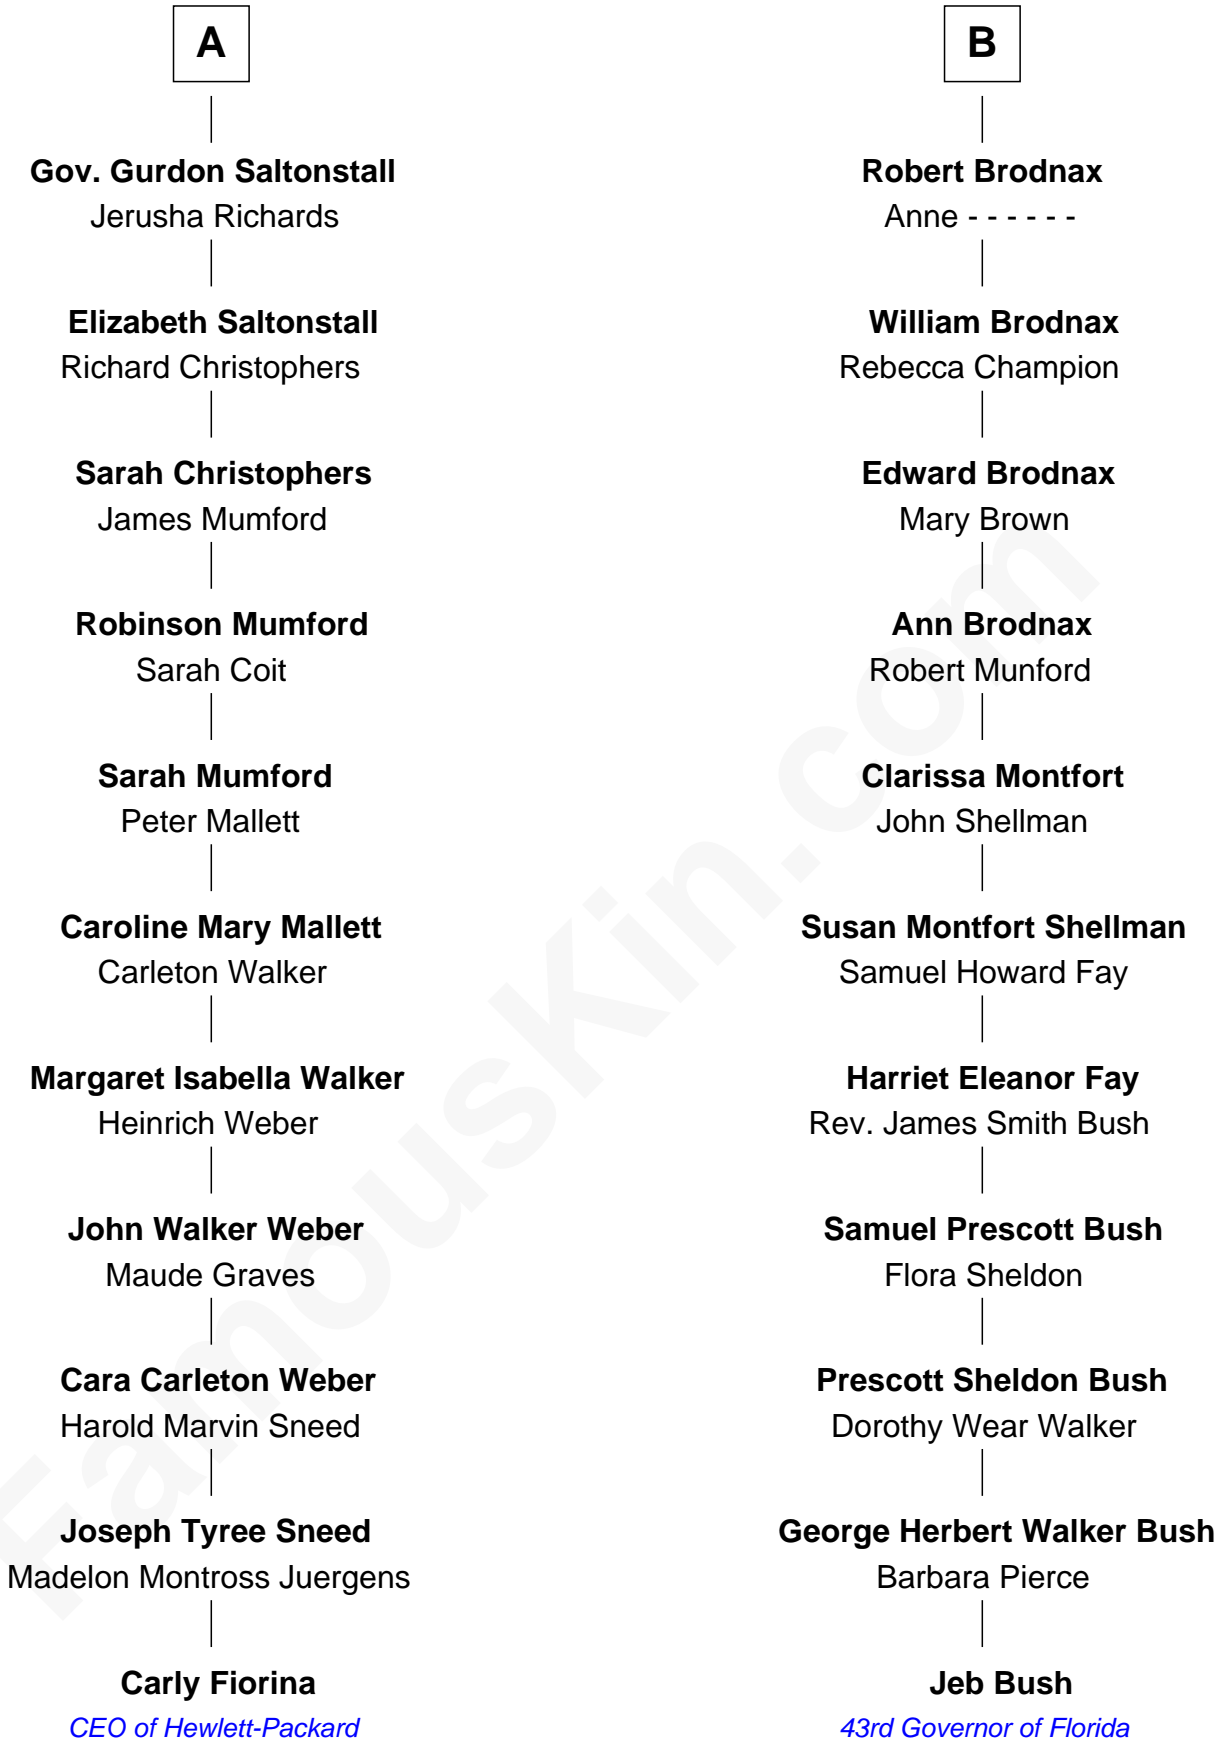 A
Gov. Gurdon Saltonstall
Jerusha Richards
Elizabeth Saltonstall
Richard Christophers
Sarah Christophers
James Mumford
Robinson Mumford
Sarah Coit
Sarah Mumford
Peter Mallett
Caroline Mary Mallett
Carleton Walker
Margaret Isabella Walker
Heinrich Weber
John Walker Weber
Maude Graves
Cara Carleton Weber
Harold Marvin Sneed
Joseph Tyree Sneed
Madelon Montross Juergens
Carly Fiorina
CEO of Hewlett-Packard
B
Robert Brodnax
Anne - - - - - -
William Brodnax
Rebecca Champion
Edward Brodnax
Mary Brown
Ann Brodnax
Robert Munford
Clarissa Montfort
John Shellman
Susan Montfort Shellman
Samuel Howard Fay
Harriet Eleanor Fay
Rev. James Smith Bush
Samuel Prescott Bush
Flora Sheldon
Prescott Sheldon Bush
Dorothy Wear Walker
George Herbert Walker Bush
Barbara Pierce
Jeb Bush
43rd Governor of Florida
FamousKin.com